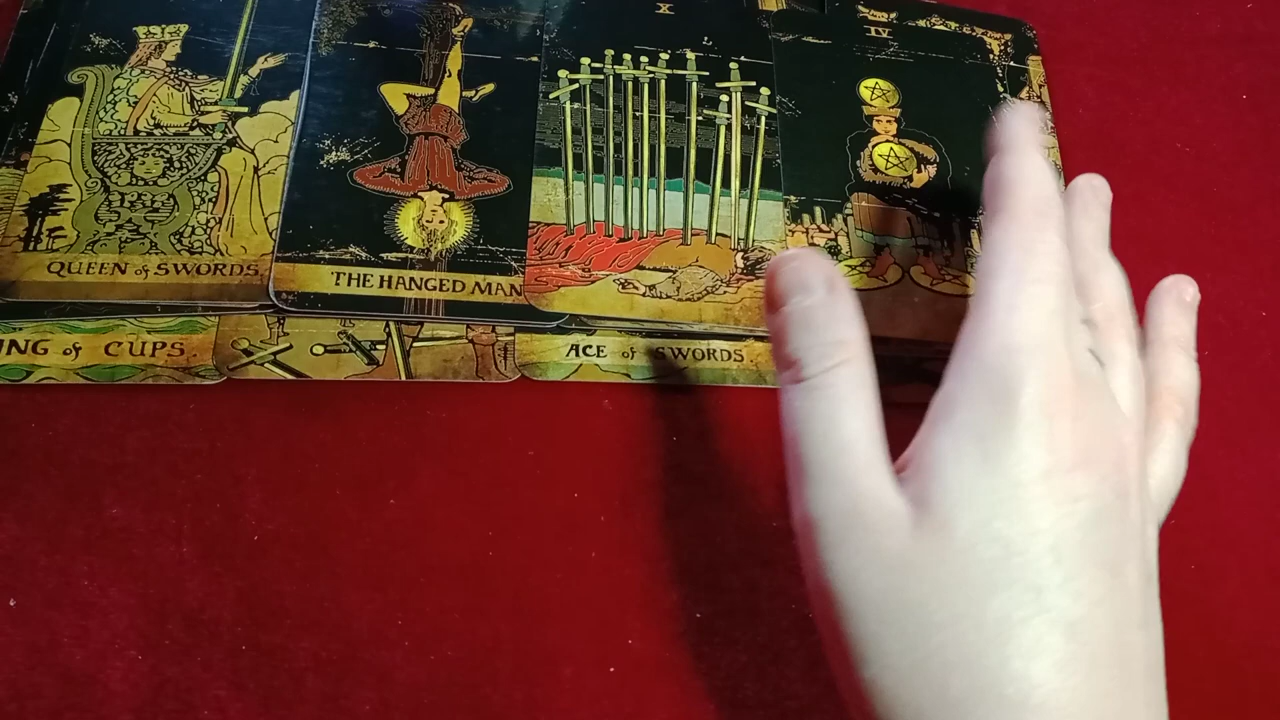 X
IV
QUEEN of SWORDS.
THE HANGED MAN
ING of CUPS.
ACE of SWORDS.